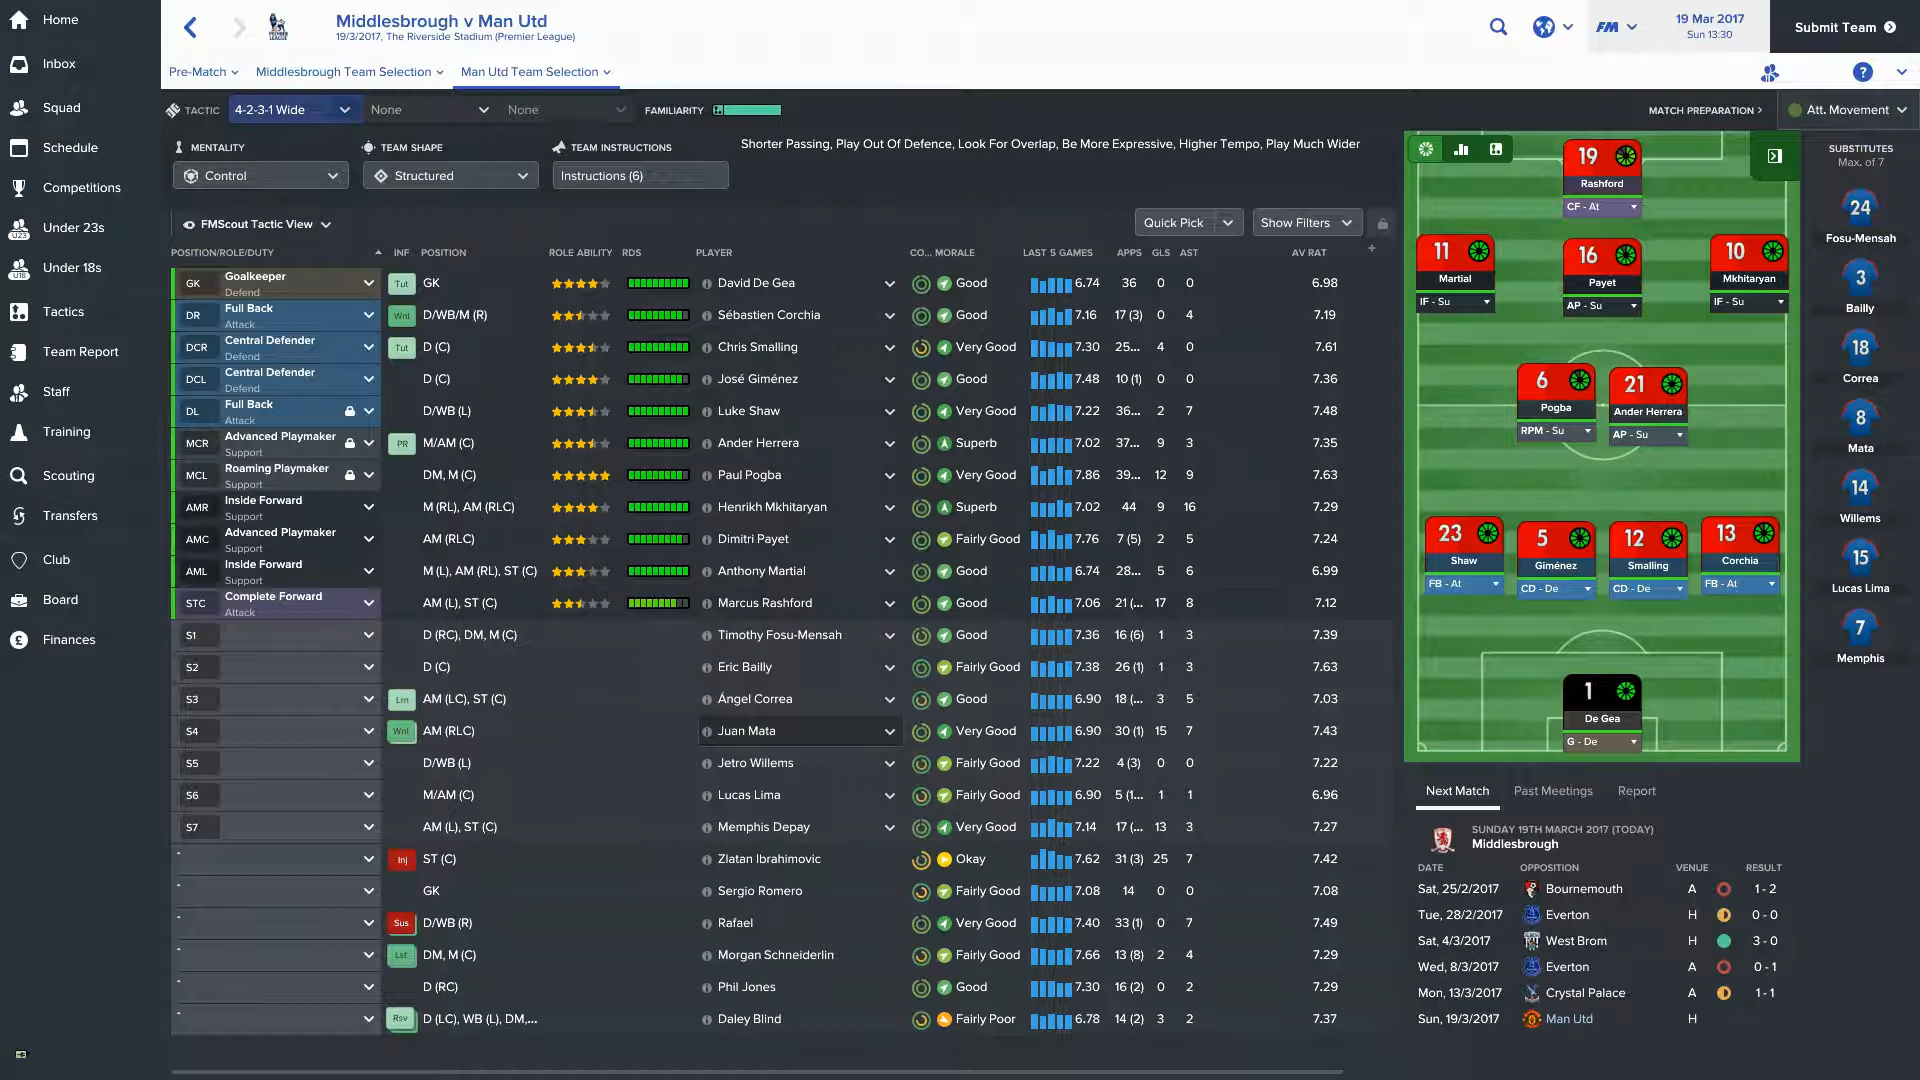 Home
Inbox
Squad
Schedule
Competitions
Under 23s
Under 18s
Tactics
Team Report
Staff
Training
Scouting
Transfers
Club
Board
Finances
Middlesbrough v Man Utd
19/3/2017, The Riverside Stadium (Premier League)
FM
19 Mar 2017
Sun 13:30
Submit Team
Pre-Match
Middlesbrough Team Selection
Man Utd Team Selection
TACTIC 4-2-3-1 Wide None None FAMILIARITY
MATCH PREPARATION > Att. Movement
MENTALITY TEAM SHAPE TEAM INSTRUCTIONS
Control Structured Instructions (6)
Shorter Passing, Play Out Of Defence, Look For Overlap, Be More Expressive, Higher Tempo, Play Much Wider
FMScout Tactic View Quick Pick Show Filters
POSITION/ROLE/DUTY INF POSITION ROLE ABILITY RDS PLAYER CO... MORALE LAST 5 GAMES APPS GLS AST AV RAT
GK Goalkeeper Defend Tut GK David De Gea Good 6.74 36 0 0 6.98
DR Full Back Attack Wnt D/WB/M (R) Sébastien Corchia Good 7.16 17 (3) 0 4 7.19
DCR Central Defender Defend Tut D (C) Chris Smalling Very Good 7.30 25... 4 0 7.61
DCL Central Defender Defend D (C) José Giménez Good 7.48 10 (1) 0 0 7.36
DL Full Back Attack D/WB (L) Luke Shaw Very Good 7.22 36... 2 7 7.48
MCR Advanced Playmaker Support PR M/AM (C) Ander Herrera Superb 7.02 37... 9 3 7.35
MCL Roaming Playmaker Support DM, M (C) Paul Pogba Very Good 7.86 39... 12 9 7.63
AMR Inside Forward Support M (RL), AM (RLC) Henrikh Mkhitaryan Superb 7.02 44 9 16 7.29
AMC Advanced Playmaker Support AM (RLC) Dimitri Payet Fairly Good 7.76 7 (5) 2 5 7.24
AML Inside Forward Support M (L), AM (RL), ST (C) Anthony Martial Good 6.74 28... 5 6 6.99
STC Complete Forward Attack AM (L), ST (C) Marcus Rashford Good 7.06 21 (... 17 8 7.12
S1 D (RC), DM, M (C) Timothy Fosu-Mensah Good 7.36 16 (6) 1 3 7.39
S2 D (C) Eric Bailly Fairly Good 7.38 26 (1) 1 3 7.63
S3 Lrn AM (LC), ST (C) Ángel Correa Good 6.90 18 (... 3 5 7.03
S4 Wnt AM (RLC) Juan Mata Very Good 6.90 30 (1) 15 7 7.43
S5 D/WB (L) Jetro Willems Fairly Good 7.22 4 (3) 0 0 7.22
S6 M/AM (C) Lucas Lima Fairly Good 6.90 5 (1... 1 1 6.96
S7 AM (L), ST (C) Memphis Depay Very Good 7.14 17 (... 13 3 7.27
- Inj ST (C) Zlatan Ibrahimovic Okay 7.62 31 (3) 25 7 7.42
- GK Sergio Romero Fairly Good 7.08 14 0 0 7.08
- Sus D/WB (R) Rafael Very Good 7.40 33 (1) 0 7 7.49
- Lst DM, M (C) Morgan Schneiderlin Fairly Good 7.66 13 (8) 2 4 7.29
- D (RC) Phil Jones Good 7.30 16 (2) 0 2 7.29
- Rsv D (LC), WB (L), DM,... Daley Blind Fairly Poor 6.78 14 (2) 3 2 7.37
19
Rashford
CF - At
11 16 10
Martial Payet Mkhitaryan
IF - Su AP - Su IF - Su
6 21
Pogba Ander Herrera
RPM - Su AP - Su
23 5 12 13
Shaw Giménez Smalling Corchia
FB - At CD - De CD - De FB - At
1
De Gea
G - De
SUBSTITUTES
Max. of 7
24
Fosu-Mensah
3
Bailly
18
Correa
8
Mata
14
Willems
15
Lucas Lima
7
Memphis
Next Match Past Meetings Report
SUNDAY 19TH MARCH 2017 (TODAY)
Middlesbrough
DATE OPPOSITION VENUE RESULT
Sat, 25/2/2017 Bournemouth A 1 - 2
Tue, 28/2/2017 Everton H 0 - 0
Sat, 4/3/2017 West Brom H 3 - 0
Wed, 8/3/2017 Everton A 0 - 1
Mon, 13/3/2017 Crystal Palace A 1 - 1
Sun, 19/3/2017 Man Utd H